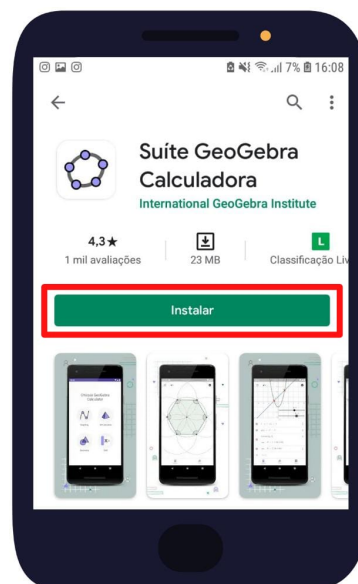 7% 16:08
Suíte GeoGebra
Calculadora
International GeoGebra Institute
4,3★
1 mil avaliações
23 MB
L
Classificação Liv
Instalar